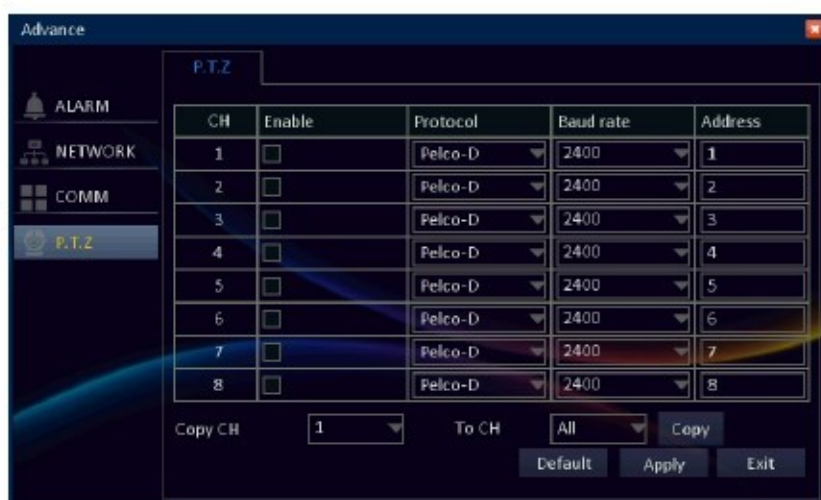 Advance
P.T.Z
ALARM
NETWORK
COMM
P.T.Z
CH Enable Protocol Baud rate Address
1 Pelco-D 2400 1
2 Pelco-D 2400 2
3 Pelco-D 2400 3
4 Pelco-D 2400 4
5 Pelco-D 2400 5
6 Pelco-D 2400 6
7 Pelco-D 2400 7
8 Pelco-D 2400 8
Copy CH 1 To CH All Copy
Default Apply Exit